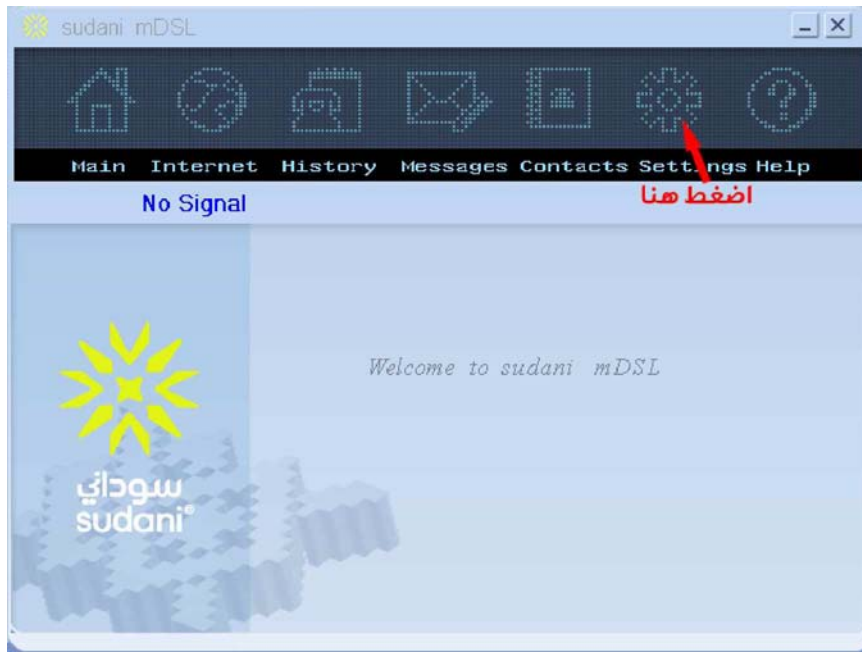 sudani mDSL
Main Internet History Messages Contacts Settings Help
No Signal
اضغط هنا
Welcome to sudani mDSL
سوداني
sudani®